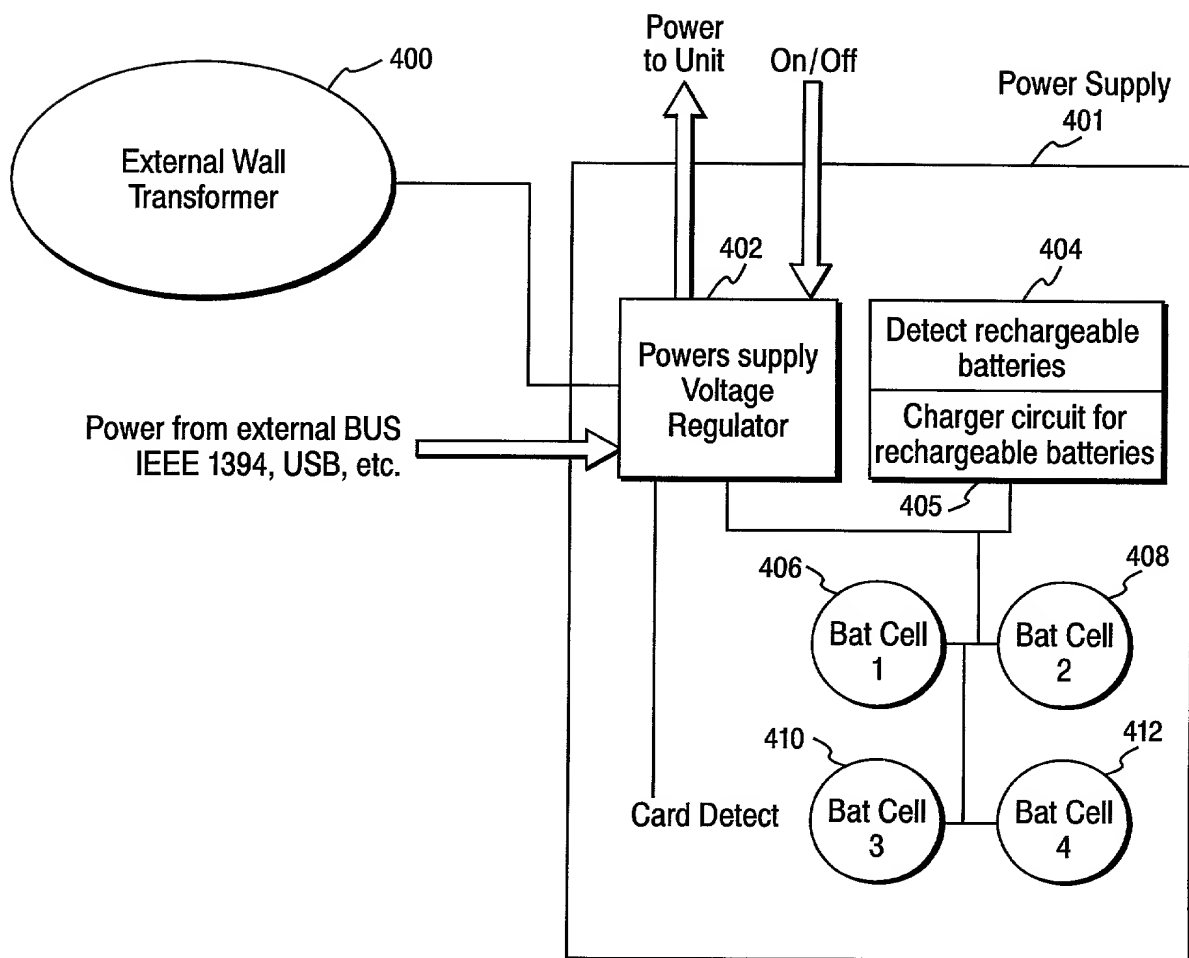 Power
to Unit
On/Off
400
Power Supply
401
External Wall
Transformer
402
404
Powers supply
Voltage
Regulator
Detect rechargeable
batteries
Charger circuit for
rechargeable batteries
405
Power from external BUS
IEEE 1394, USB, etc.
406
408
Bat Cell
1
Bat Cell
2
410
412
Card Detect
Bat Cell
3
Bat Cell
4